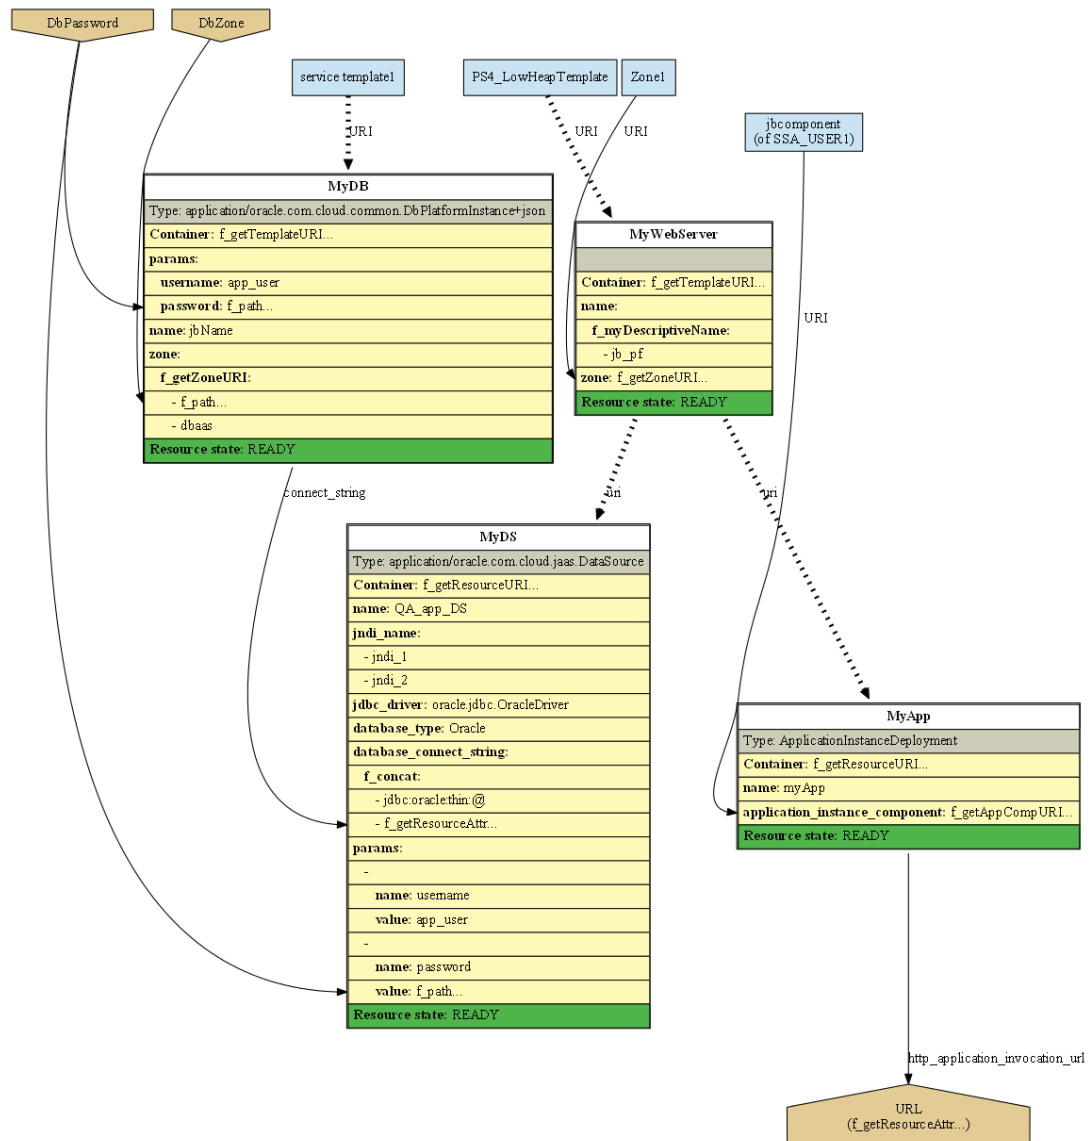 DbPassword
DbZone
service template1
PS4_LowHeapTemplate
Zone1
jbcomponent
(of SSA_USER1)
URI
URI
URI
URI
MyDB
Type: application/oracle.com.cloud.common.DbPlatformInstance+json
Container: f_getTemplateURI...
params:
username: app_user
password: f_path...
name: jbName
zone:
f_getZoneURI:
- f_path...
- dbaas
Resource state: READY
MyWebServer
Container: f_getTemplateURI...
name:
f_myDescriptiveName:
- jb_pf
zone: f_getZoneURI...
Resource state: READY
connect_string
uri
uri
MyDS
Type: application/oracle.com.cloud.jaas.DataSource
Container: f_getResourceURI...
name: QA_app_DS
jndi_name:
- jndi_1
- jndi_2
jdbc_driver: oracle.jdbc.OracleDriver
database_type: Oracle
database_connect_string:
f_concat:
- jdbc:oracle:thin:@
- f_getResourceAttr...
params:
-
name: username
value: app_user
-
name: password
value: f_path...
Resource state: READY
MyApp
Type: ApplicationInstanceDeployment
Container: f_getResourceURI...
name: myApp
application_instance_component: f_getAppCompURI...
Resource state: READY
http_application_invocation_url
URL
(f_getResourceAttr...)